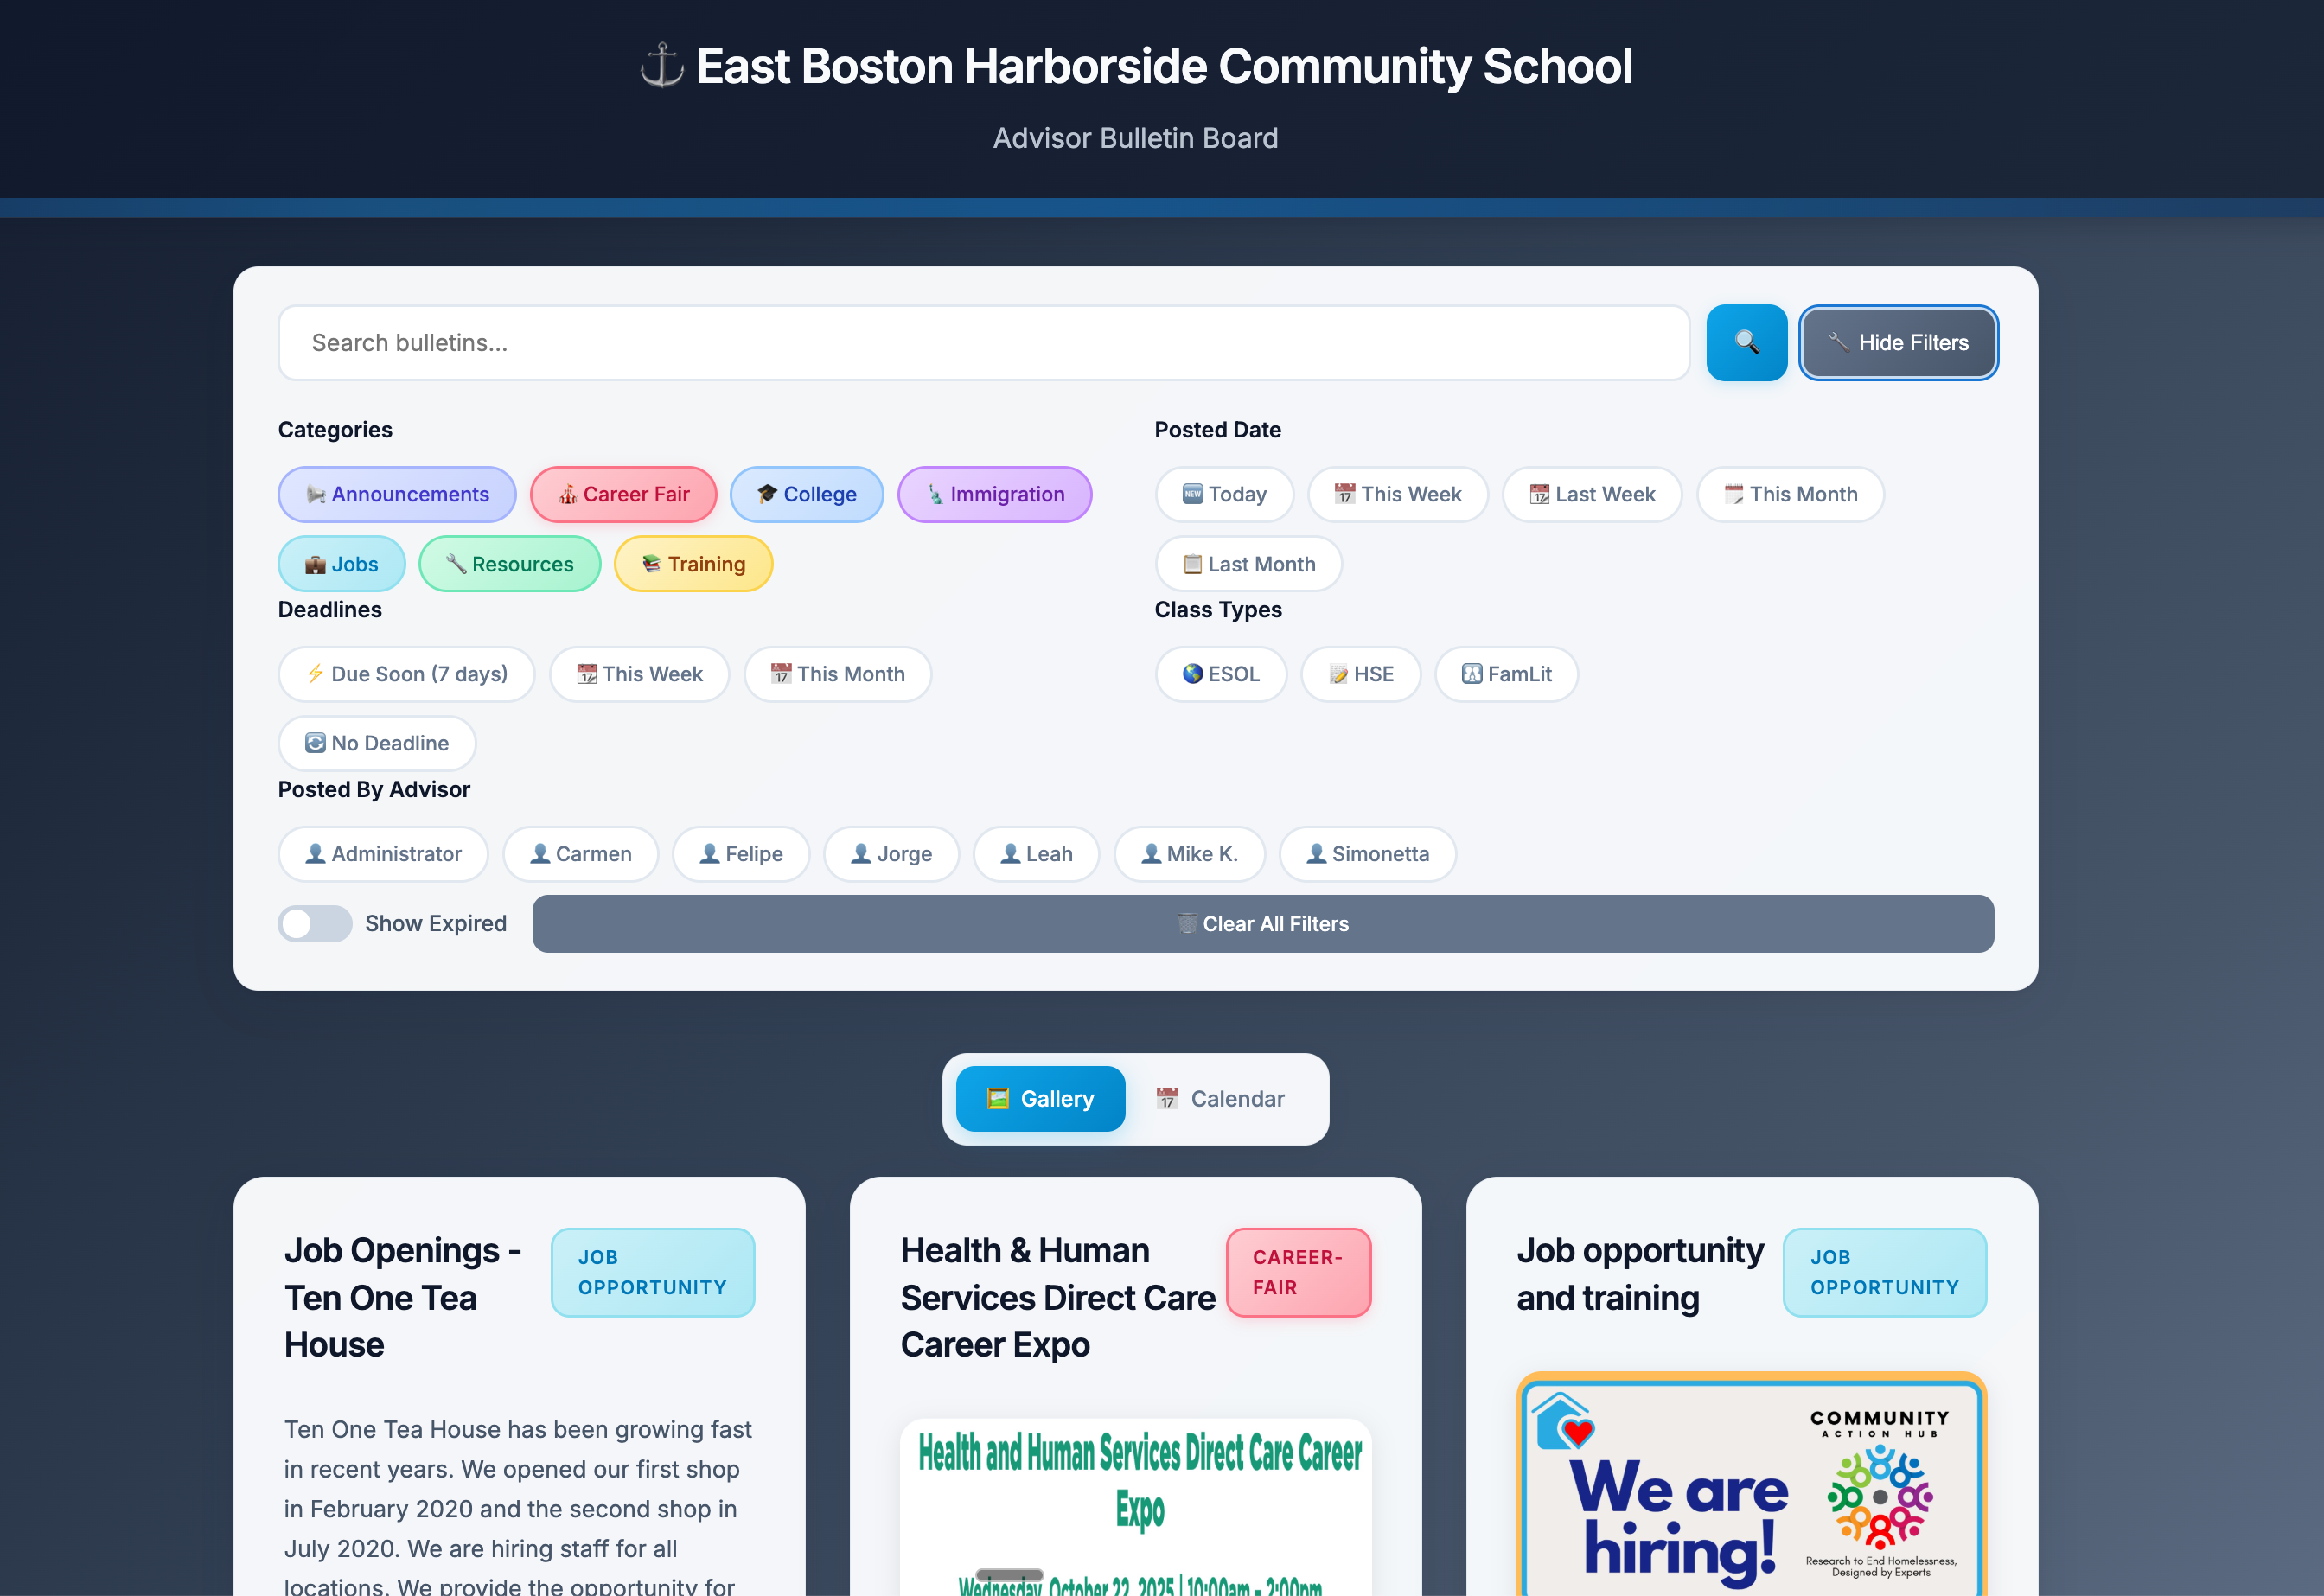 East Boston Harborside Community School
Advisor Bulletin Board
Search bulletins...
Hide Filters
Categories
Announcements
Career Fair
College
Immigration
Jobs
Resources
Training
Posted Date
Today
This Week
Last Week
This Month
Last Month
Deadlines
Due Soon (7 days)
This Week
This Month
No Deadline
Class Types
ESOL
HSE
FamLit
Posted By Advisor
Administrator
Carmen
Felipe
Jorge
Leah
Mike K.
Simonetta
Show Expired
Clear All Filters
Gallery
Calendar
Job Openings -
Ten One Tea
House
JOB
OPPORTUNITY
Ten One Tea House has been growing fast
in recent years. We opened our first shop
in February 2020 and the second shop in
July 2020. We are hiring staff for all
locations. We provide the opportunity for
Health & Human
Services Direct Care
Career Expo
CAREER-
FAIR
Health and Human Services Direct Care Career
Expo
Wednesday, October 22, 2025 | 10:00am - 2:00pm
Job opportunity
and training
JOB
OPPORTUNITY
We are
hiring!
COMMUNITY
ACTION HUB
Research to End Homelessness,
Designed by Experts